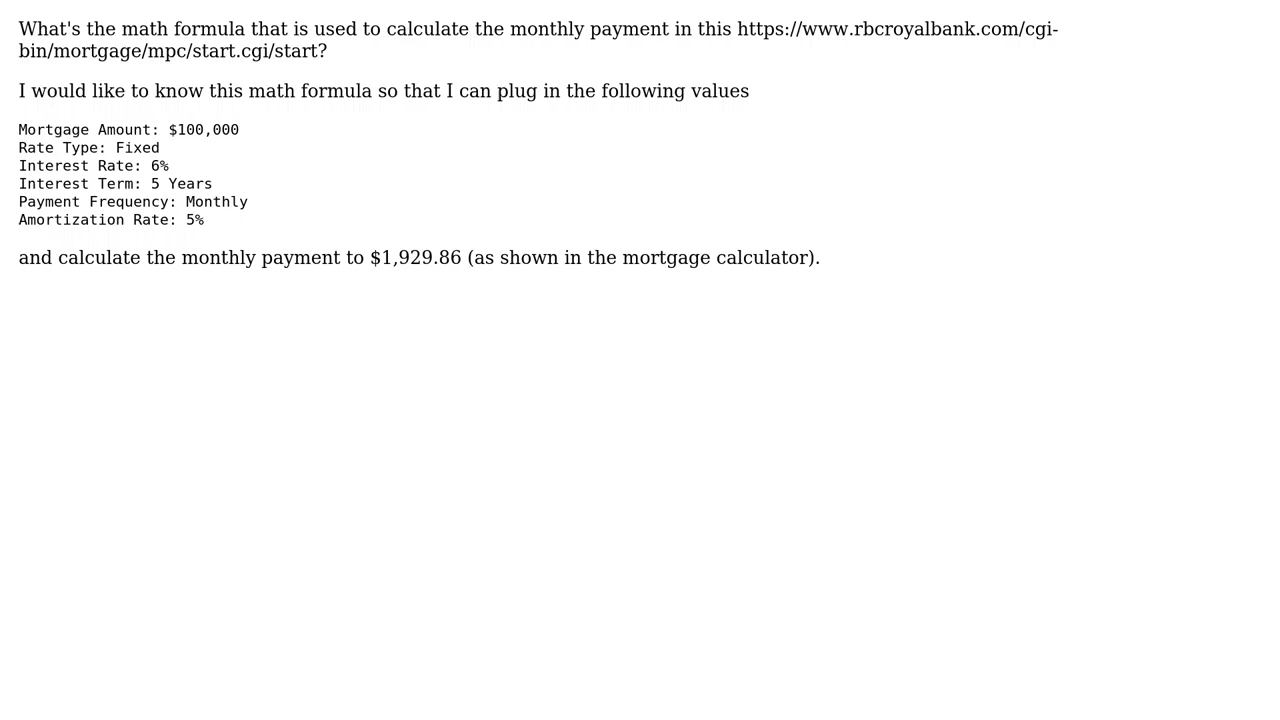 What's the math formula that is used to calculate the monthly payment in this https://www.rbcroyalbank.com/cgi-
bin/mortgage/mpc/start.cgi/start?
I would like to know this math formula so that I can plug in the following values
Mortgage Amount: $100,000
Rate Type: Fixed
Interest Rate: 6%
Interest Term: 5 Years
Payment Frequency: Monthly
Amortization Rate: 5%
and calculate the monthly payment to $1,929.86 (as shown in the mortgage calculator).